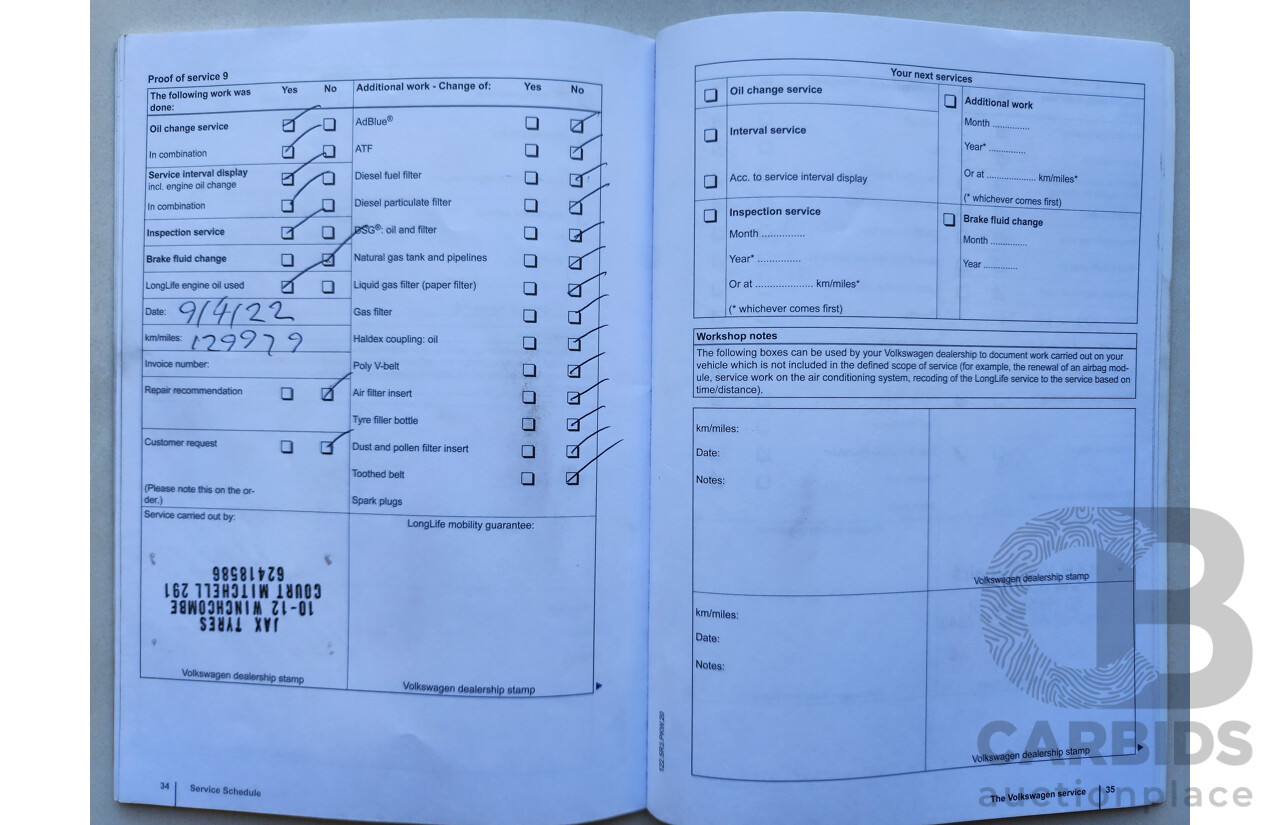 Proof of service 9
The following work was
done:
Yes
No
Oil change service
In combination
Service interval display
incl. engine oil change
In combination
Inspection service
Brake fluid change
LongLife engine oil used
Date: 9/4/22
km/miles: 129979
Invoice number:
Repair recommendation
Customer request
(Please note this on the or-
der.)
Additional work - Change of:
Yes
No
AdBlue®
ATF
Diesel fuel filter
Diesel particulate filter
DSG®: oil and filter
Natural gas tank and pipelines
Liquid gas filter (paper filter)
Gas filter
Haldex coupling: oil
Poly V-belt
Air filter insert
Tyre filler bottle
Dust and pollen filter insert
Toothed belt
Spark plugs
Service carried out by:
JAX TYRES
10-12 WINCHCOMBE
COURT MITCHELL 291
62418586
Volkswagen dealership stamp
LongLife mobility guarantee:
Volkswagen dealership stamp
34
Service Schedule
Your next services
Oil change service
Interval service
Acc. to service interval display
Inspection service
Month ...............
Year* ...............
Or at .................... km/miles*
(* whichever comes first)
Additional work
Month .............
Year* .............
Or at .................... km/miles*
(* whichever comes first)
Brake fluid change
Month .............
Year .............
Workshop notes
The following boxes can be used by your Volkswagen dealership to document work carried out on your
vehicle which is not included in the defined scope of service (for example, the renewal of an airbag mod-
ule, service work on the air conditioning system, recoding of the LongLife service to the service based on
time/distance).
km/miles:
Date:
Notes:
Volkswagen dealership stamp
km/miles:
Date:
Notes:
Volkswagen dealership stamp
The Volkswagen service
35
CARBIDS
auctionplace